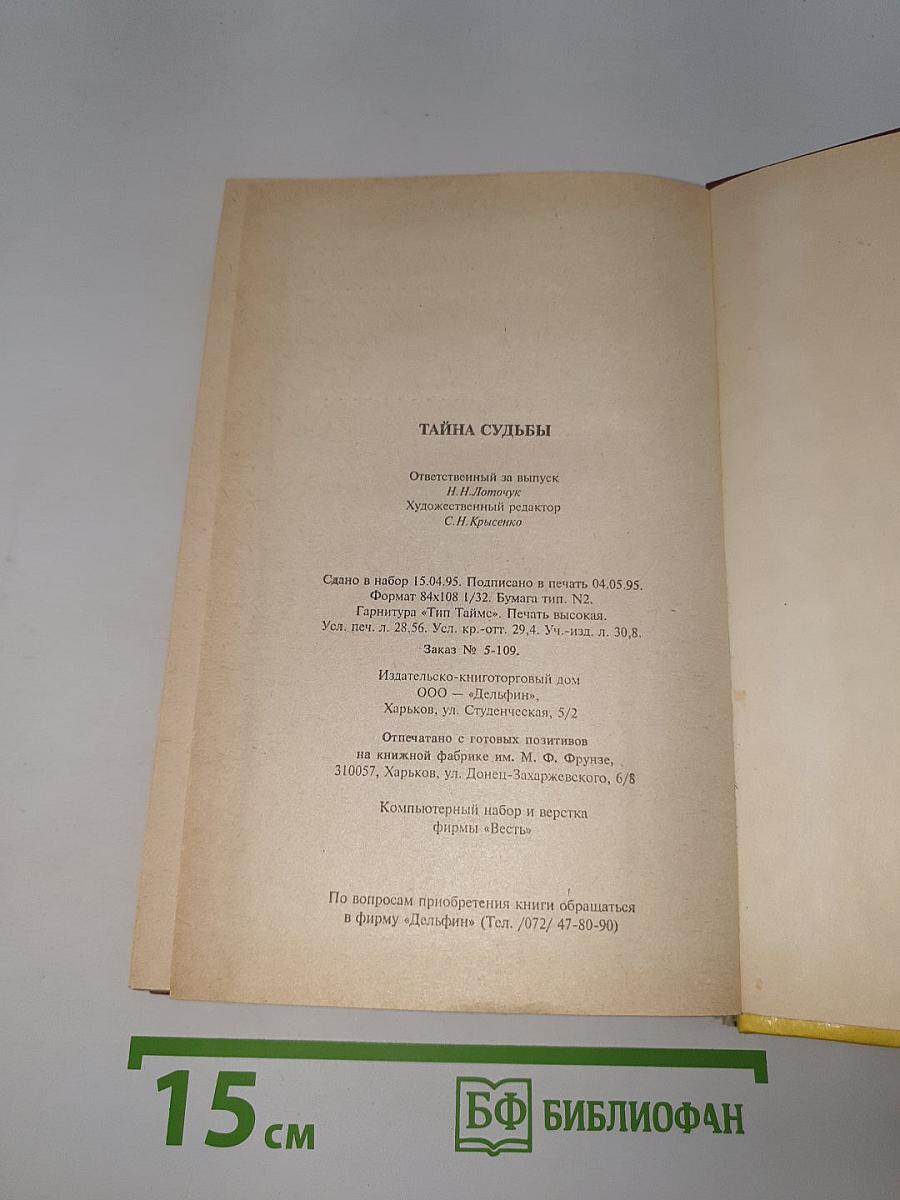 ТАЙНА СУДЬБЫ
Ответственный за выпуск
Н.Н.Лоточук
Художественный редактор
С.Н.Крысенко
Сдано в набор 15.04.95. Подписано в печать 04.05.95.
Формат 84х108 1/32. Бумага тип. N2.
Гарнитура «Тип Таймс». Печать высокая.
Усл. печ. л. 28,56. Усл. кр.-отт. 29,4. Уч.-изд. л. 30,8.
Заказ № 5-109.
Издательско-книготорговый дом
ООО — «Дельфин»,
Харьков, ул. Студенческая, 5/2
Отпечатано с готовых позитивов
на книжной фабрике им. М. Ф. Фрунзе,
310057, Харьков, ул. Донец-Захаржевского, 6/8
Компьютерный набор и верстка
фирмы «Весть»
По вопросам приобретения книги обращаться
в фирму «Дельфин» (Тел. /072/ 47-80-90)
15 см
БФ БИБЛИОФАН